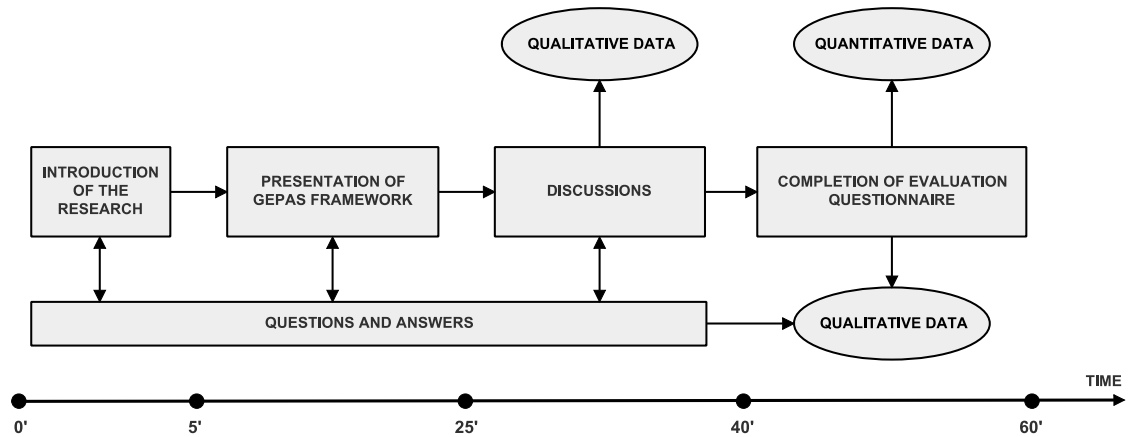 QUALITATIVE DATA
QUANTITATIVE DATA
INTRODUCTION
OF THE
RESEARCH
PRESENTATION OF
GEPAS FRAMEWORK
DISCUSSIONS
COMPLETION OF EVALUATION
QUESTIONNAIRE
QUESTIONS AND ANSWERS
QUALITATIVE DATA
TIME
0'
5'
25'
40'
60'